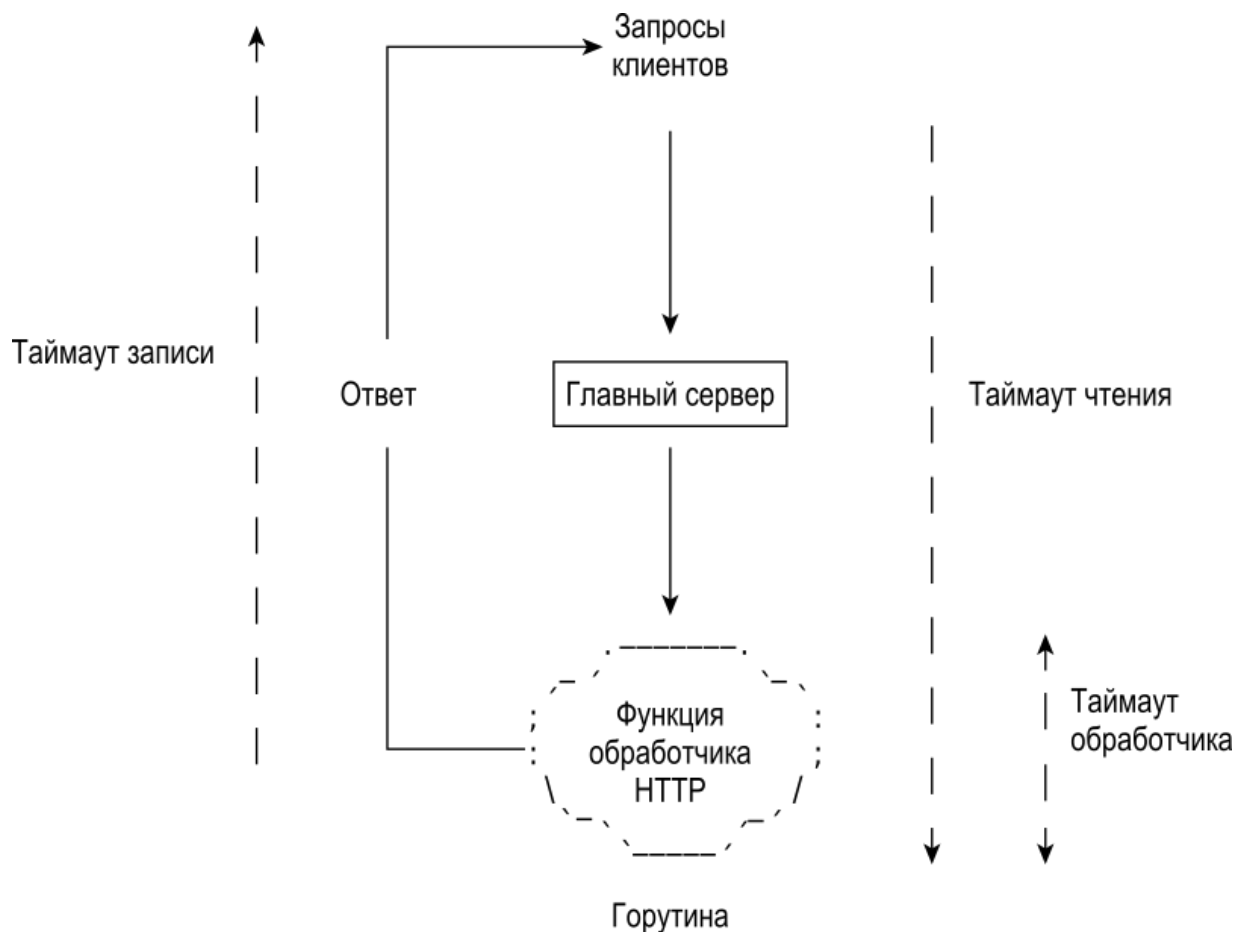 Запросы
клиентов
Таймаут записи
Ответ
Главный сервер
Таймаут чтения
Функция
обработчика
HTTP
Таймаут
обработчика
Горутина